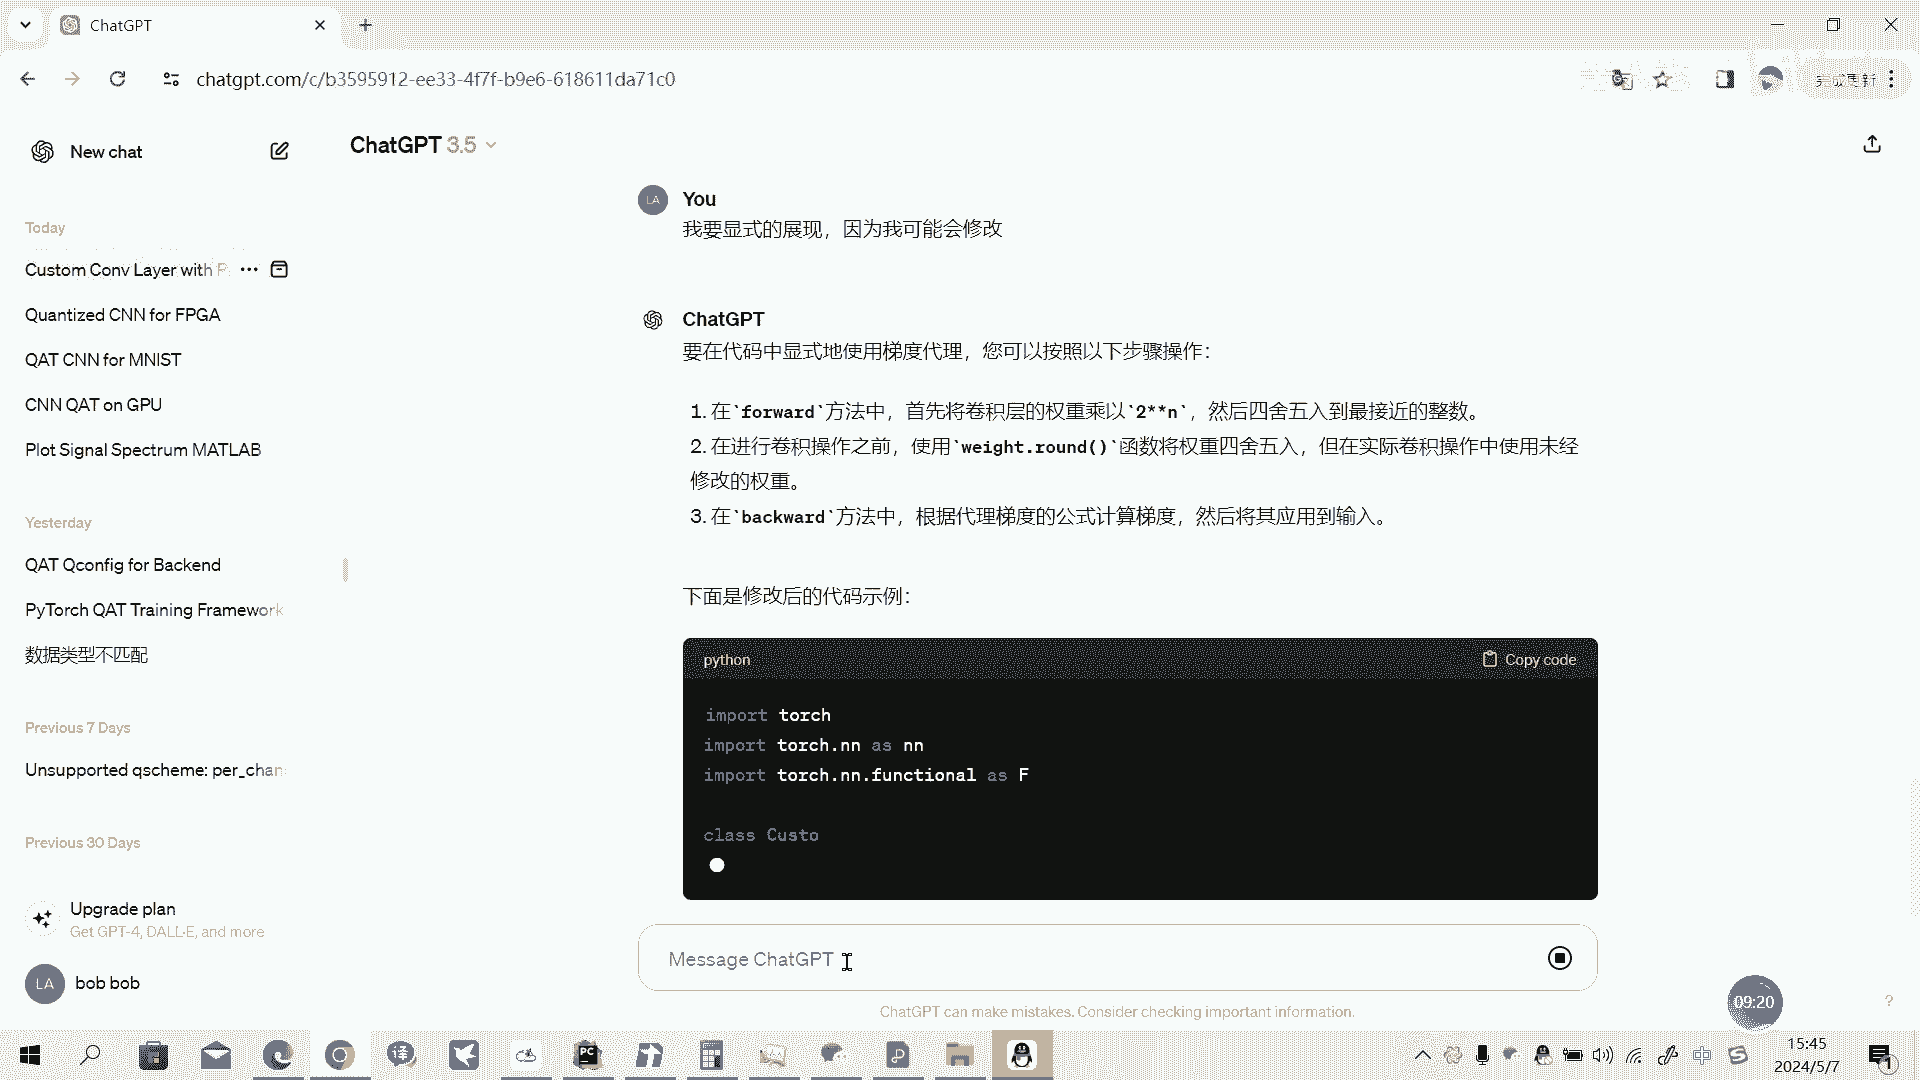 ChatGPT
chatgpt.com/c/b3595912-ee33-4f7f-b9e6-618611da71c0
完成更新
New chat
ChatGPT 3.5
Today
Custom Conv Layer with P
Quantized CNN for FPGA
QAT CNN for MNIST
CNN QAT on GPU
Plot Signal Spectrum MATLAB
Yesterday
QAT Qconfig for Backend
PyTorch QAT Training Framework
数据类型不匹配
Previous 7 Days
Unsupported qscheme: per_chan
Previous 30 Days
Upgrade plan
Get GPT-4, DALL·E, and more
LA
bob bob
LA
You
我要显式的展现，因为我可能会修改
ChatGPT
要在代码中显式地使用梯度代理，您可以按照以下步骤操作：
1. 在`forward`方法中，首先将卷积层的权重乘以`2**n`，然后四舍五入到最接近的整数。
2. 在进行卷积操作之前，使用`weight.round()`函数将权重四舍五入，但在实际卷积操作中使用未经
修改的权重。
3. 在`backward`方法中，根据代理梯度的公式计算梯度，然后将其应用到输入。
下面是修改后的代码示例：
python
Copy code
import torch
import torch.nn as nn
import torch.nn.functional as F
class Custo
Message ChatGPT
ChatGPT can make mistakes. Consider checking important information.
09:20
?
PC
译
中
15:45
2024/5/7
1